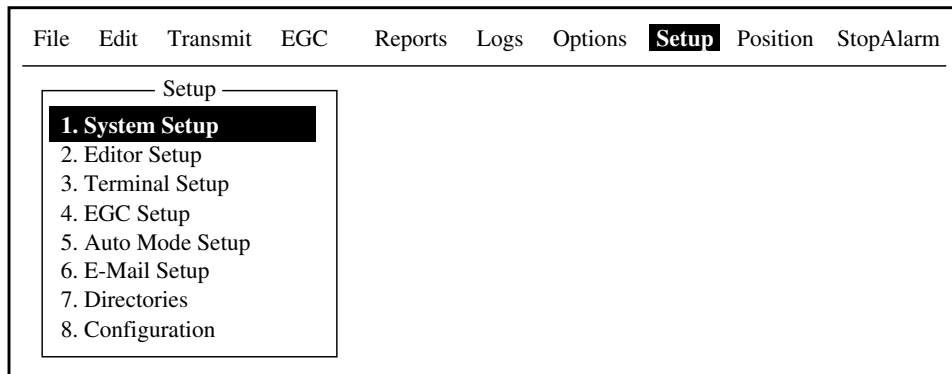 File Edit Transmit EGC Reports Logs Options Setup Position StopAlarm
Setup
1. System Setup
2. Editor Setup
3. Terminal Setup
4. EGC Setup
5. Auto Mode Setup
6. E-Mail Setup
7. Directories
8. Configuration